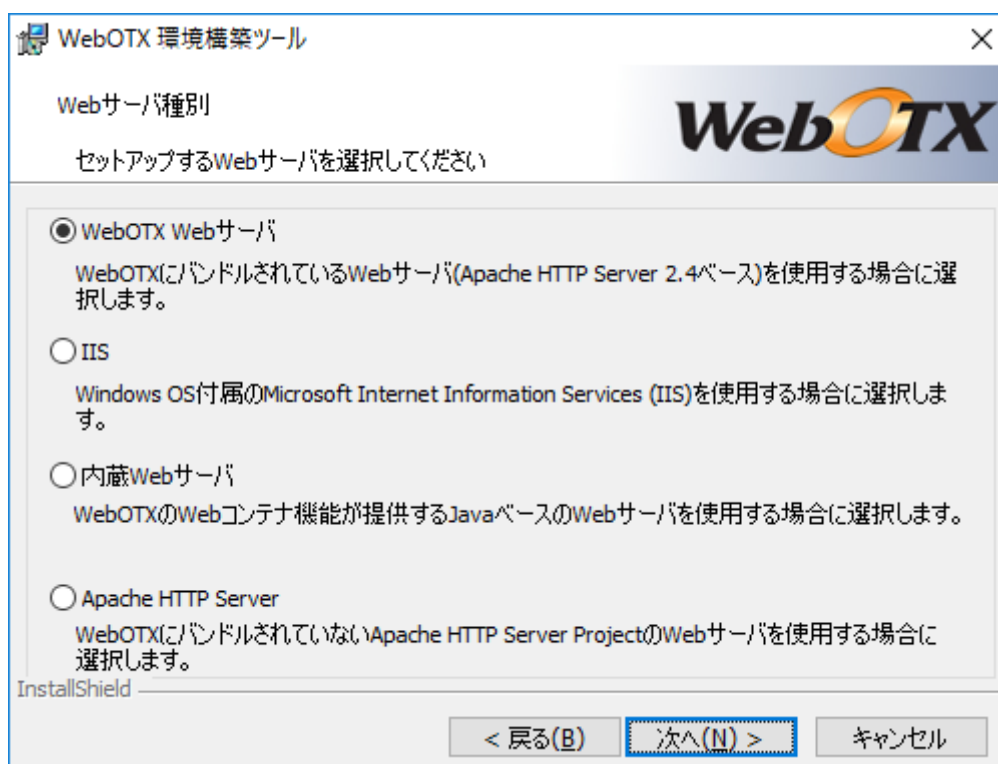 WebOTX 環境構築ツール
Webサーバ種別
WebOTX
セットアップするWebサーバを選択してください
WebOTX Webサーバ
WebOTXにバンドルされているWebサーバ(Apache HTTP Server 2.4ベース)を使用する場合に選
択します。
IIS
Windows OS付属のMicrosoft Internet Information Services (IIS)を使用する場合に選択しま
す。
内蔵Webサーバ
WebOTXのWebコンテナ機能が提供するJavaベースのWebサーバを使用する場合に選択します。
Apache HTTP Server
WebOTXにバンドルされていないApache HTTP Server ProjectのWebサーバを使用する場合に
選択します。
InstallShield
< 戻る(B)
次へ(N) >
キャンセル